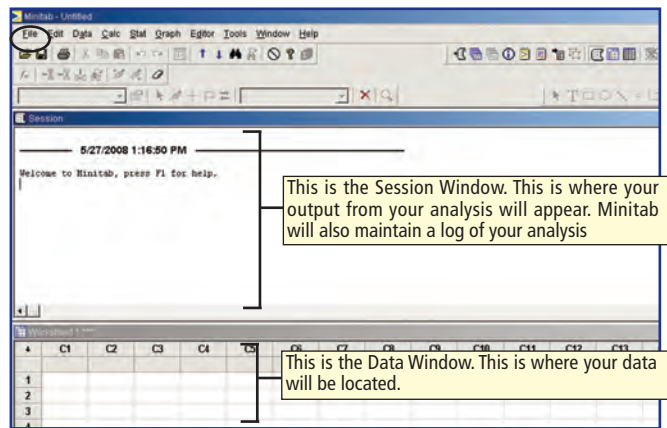 Minitab - Untitled
File Edit Data Calc Stat Graph Editor Tools Window Help
Session
5/27/2008 1:16:50 PM
Welcome to Minitab, press F1 for help.
This is the Session Window. This is where your
output from your analysis will appear. Minitab
will also maintain a log of your analysis
Worksheet 1 ***
C1 C2 C3 C4 C5 C6 C7 C8 C9 C10 C11 C12 C13
This is the Data Window. This is where your data
will be located.
1
2
3
4